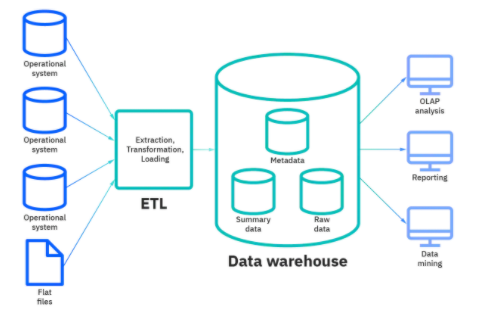 Operational
system
Operational
system
Operational
system
Flat
files
Extraction,
Transformation,
Loading
ETL
Metadata
Summary
data
Raw
data
Data warehouse
OLAP
analysis
Reporting
Data
mining